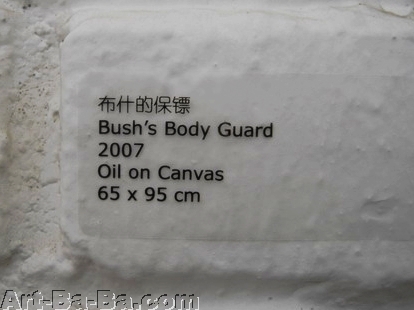 布什的保镖
Bush's Body Guard
2007
Oil on Canvas
65 x 95 cm
Art-Ba-Ba.com